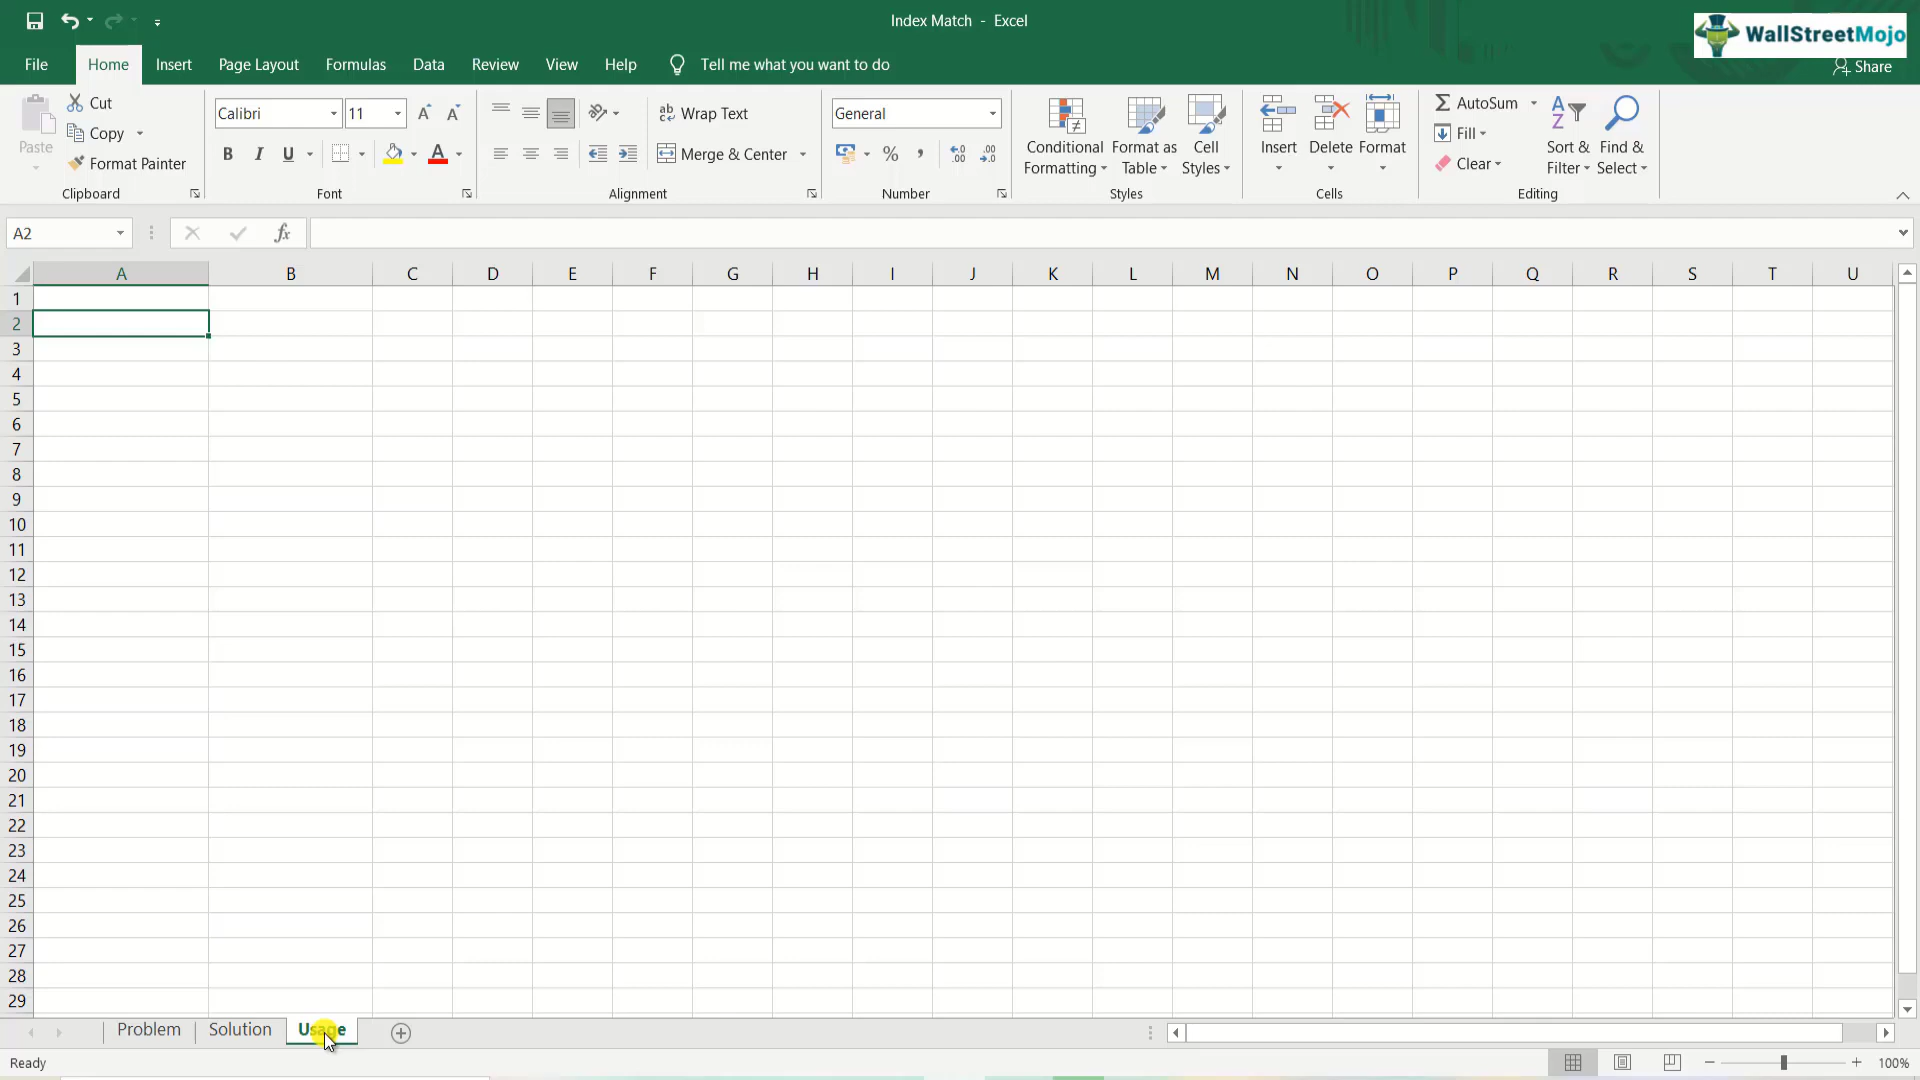 Index Match - Excel
WallStreetMojo
File Home Insert Page Layout Formulas Data Review View Help Tell me what you want to do Share
Paste
Cut
Copy
Format Painter
Clipboard
Calibri 11
B I U A
Font
Wrap Text
Merge & Center
Alignment
General
% , .00
Number
Conditional Formatting
Format as Table
Cell Styles
Styles
Insert Delete Format
Cells
AutoSum
Fill
Clear
Sort & Filter
Find & Select
Editing
A2 fx
A B C D E F G H I J K L M N O P Q R S T U
1
2
3
4
5
6
7
8
9
10
11
12
13
14
15
16
17
18
19
20
21
22
23
24
25
26
27
28
29
Problem Solution Usage
Ready 100%